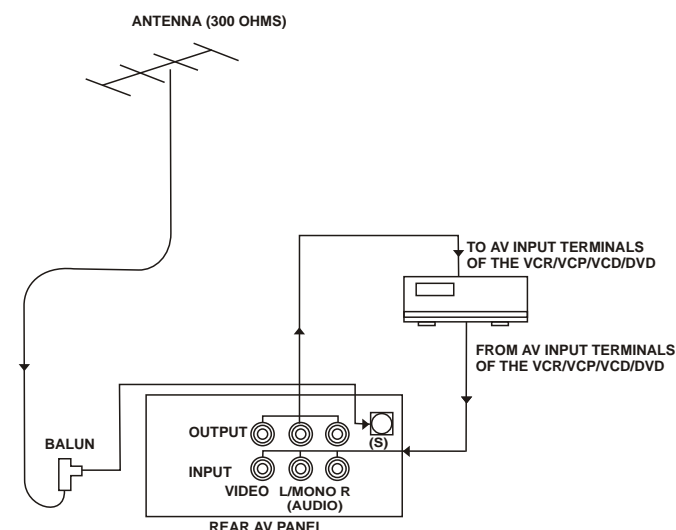 ANTENNA (300 OHMS)
TO AV INPUT TERMINALS
OF THE VCR/VCP/VCD/DVD
FROM AV INPUT TERMINALS
OF THE VCR/VCP/VCD/DVD
BALUN
OUTPUT
(S)
INPUT
VIDEO L/MONO R
(AUDIO)
REAR AV PANEL